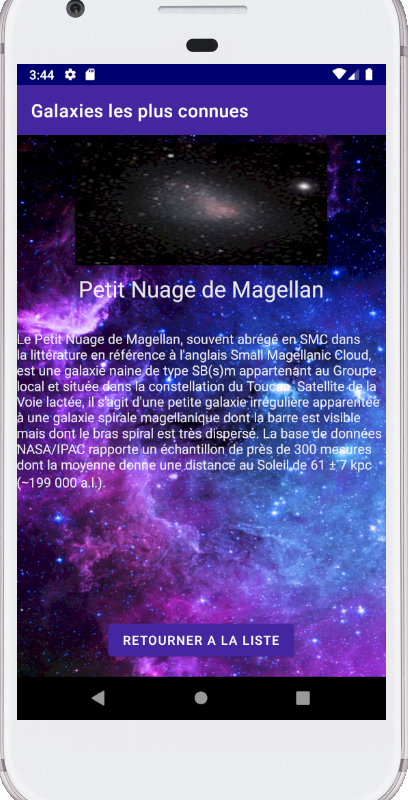 3:44
Galaxies les plus connues
Petit Nuage de Magellan
Le Petit Nuage de Magellan, souvent abrégé en SMC dans
la littérature en référence à l'anglais Small Magellanic Cloud,
est une galaxie naine de type SB(s)m appartenant au Groupe
local et située dans la constellation du Toucan. Satellite de la
Voie lactée, il s'agit d'une petite galaxie irrégulière apparentée
à une galaxie spirale magellanique dont la barre est visible
mais dont le bras spiral est très dispersé. La base de données
NASA/IPAC rapporte un échantillon de près de 300 mesures
dont la moyenne donne une distance au Soleil de 61 ± 7 kpc
(~199 000 a.l.).
RETOURNER A LA LISTE